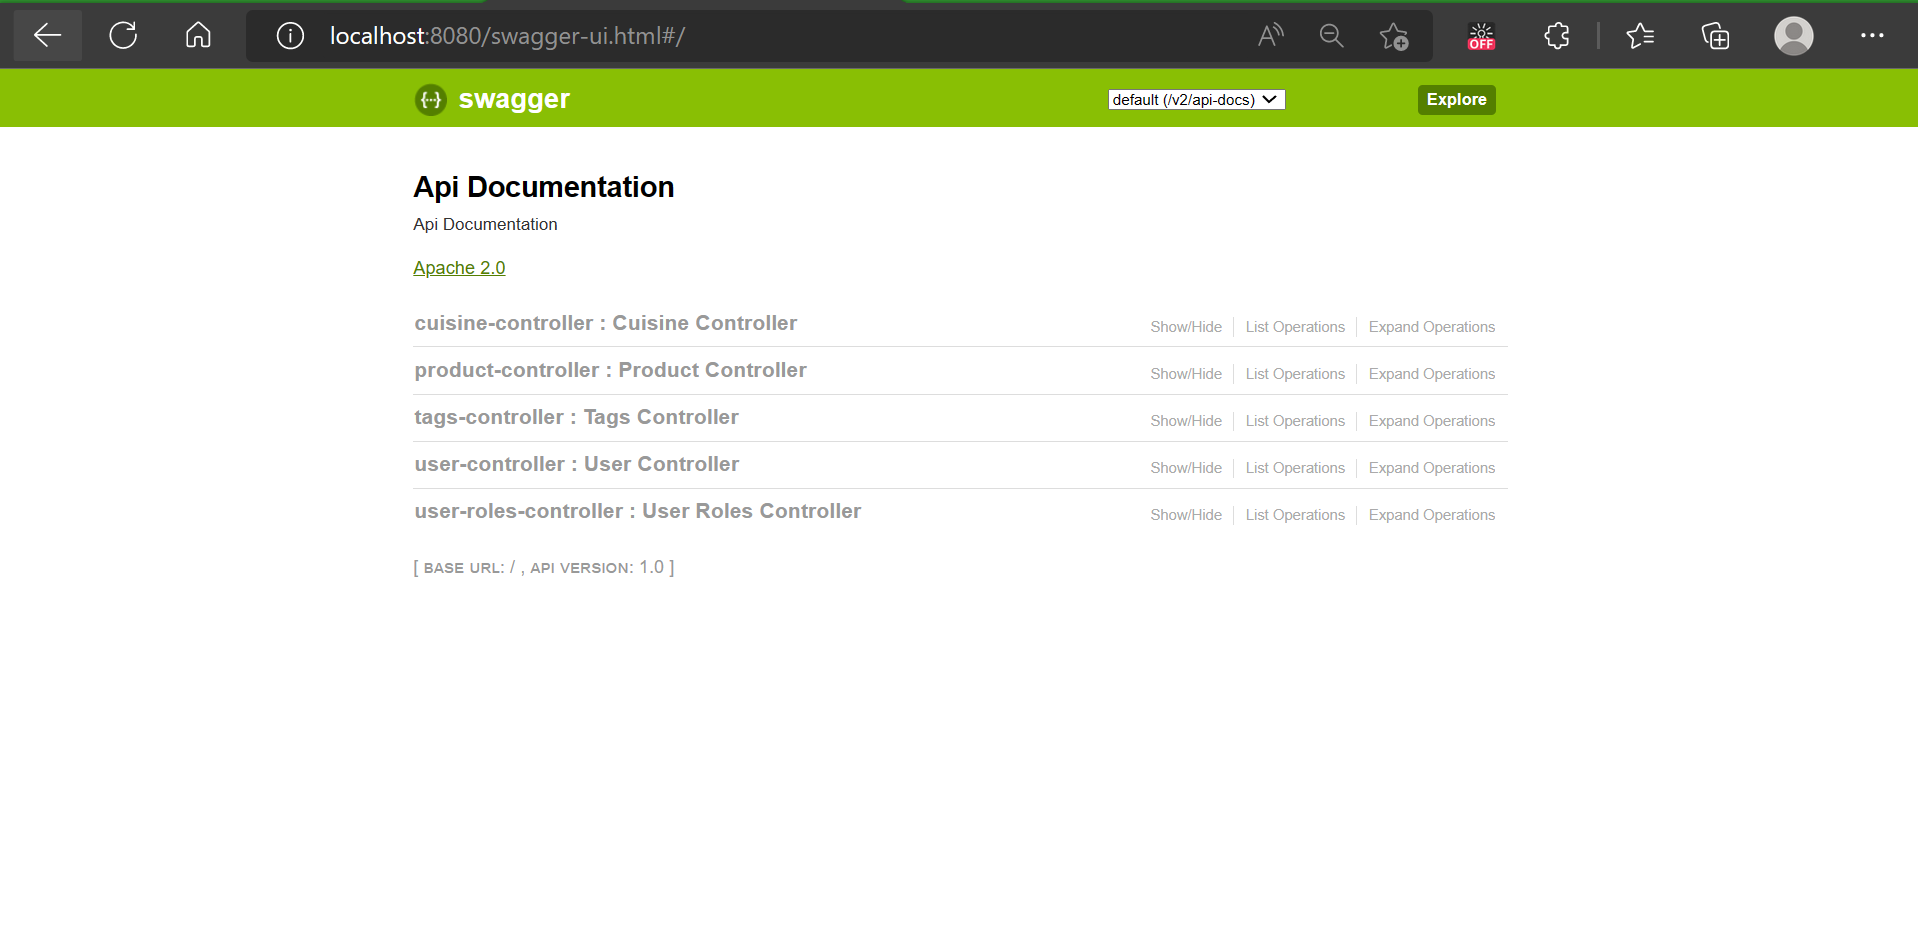 localhost:8080/swagger-ui.html#/
OFF
{···} swagger
default (/v2/api-docs)
Explore
Api Documentation
Api Documentation
Apache 2.0
cuisine-controller : Cuisine Controller
Show/Hide List Operations Expand Operations
product-controller : Product Controller
Show/Hide List Operations Expand Operations
tags-controller : Tags Controller
Show/Hide List Operations Expand Operations
user-controller : User Controller
Show/Hide List Operations Expand Operations
user-roles-controller : User Roles Controller
Show/Hide List Operations Expand Operations
[ BASE URL: / , API VERSION: 1.0 ]